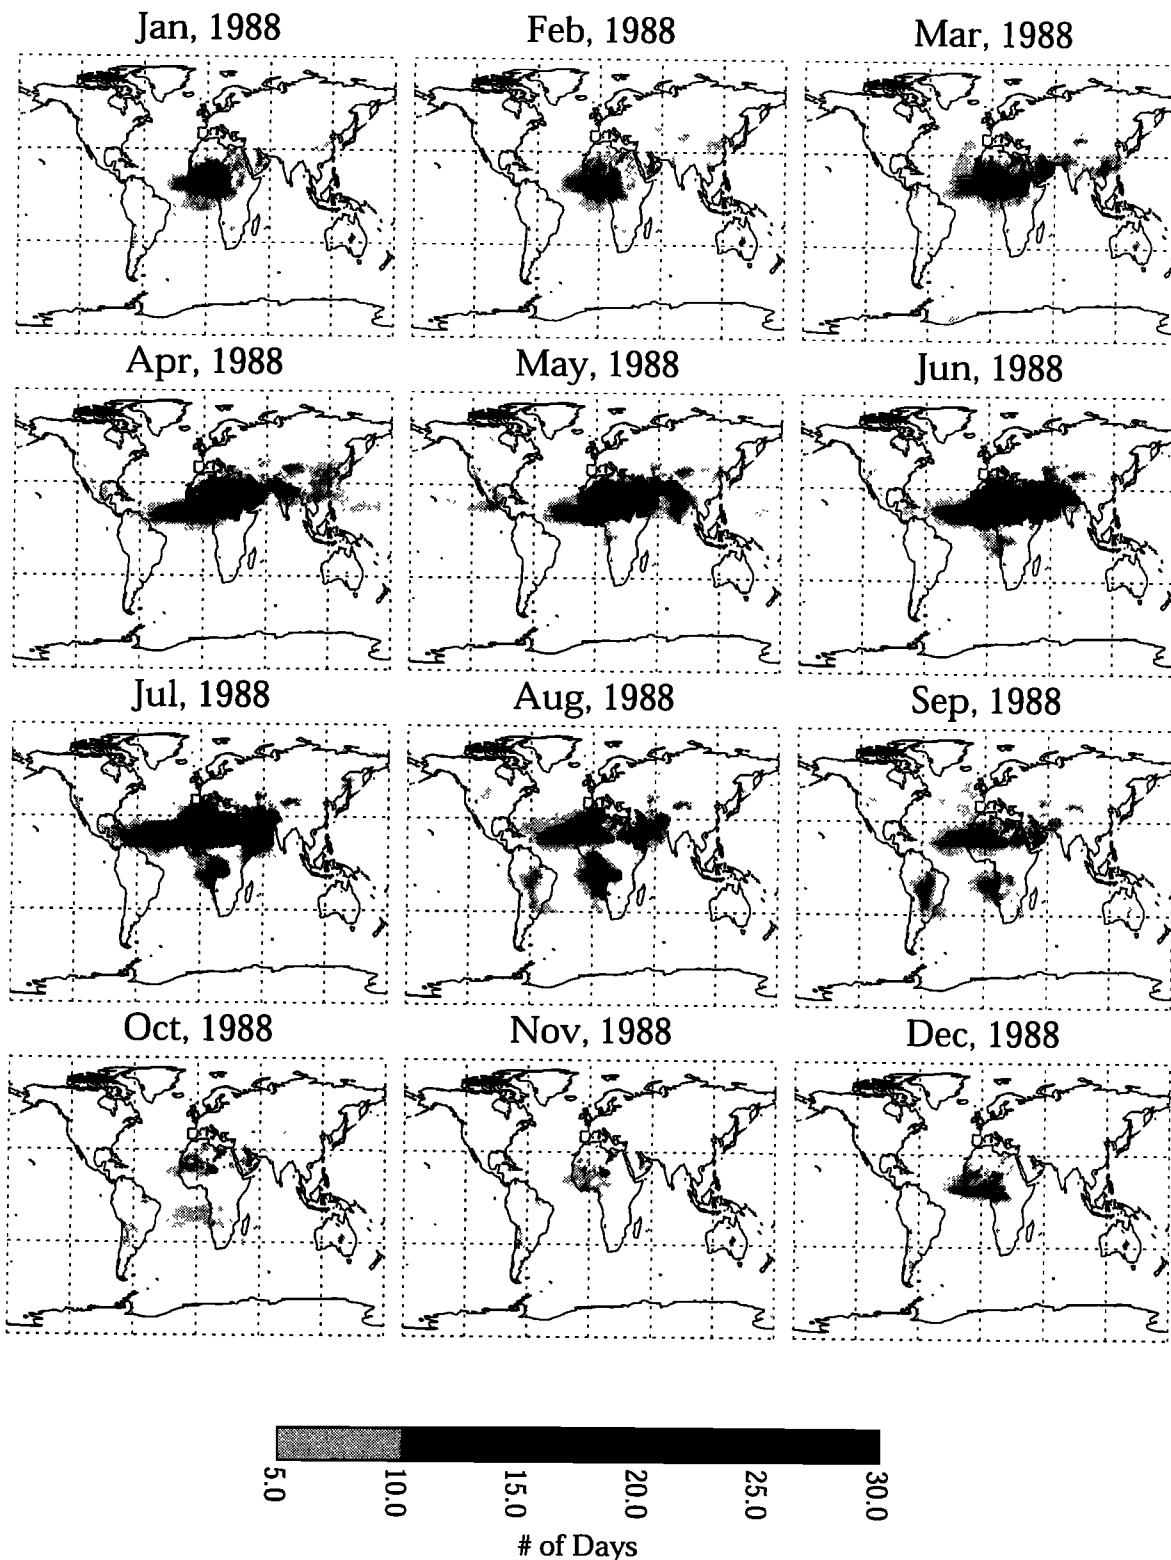 Jan, 1988
Feb, 1988
Mar, 1988
Apr, 1988
May, 1988
Jun, 1988
Jul, 1988
Aug, 1988
Sep, 1988
Oct, 1988
Nov, 1988
Dec, 1988
5.0
10.0
15.0
20.0
25.0
30.0
# of Days